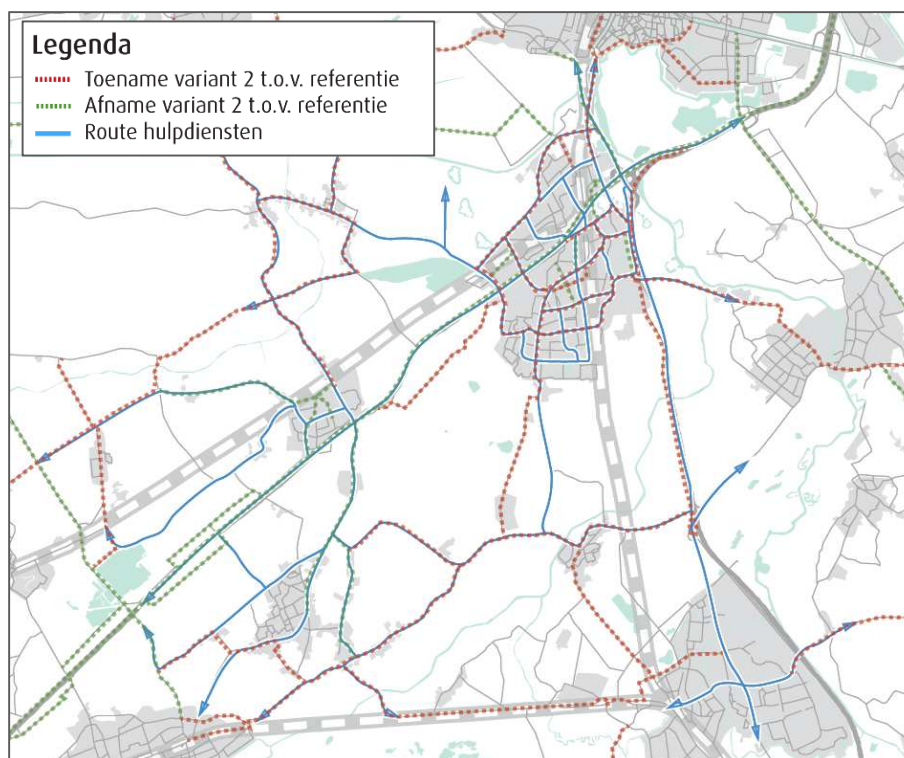 Legenda
Toename variant 2 t.o.v. referentie
Afname variant 2 t.o.v. referentie
Route hulpdiensten